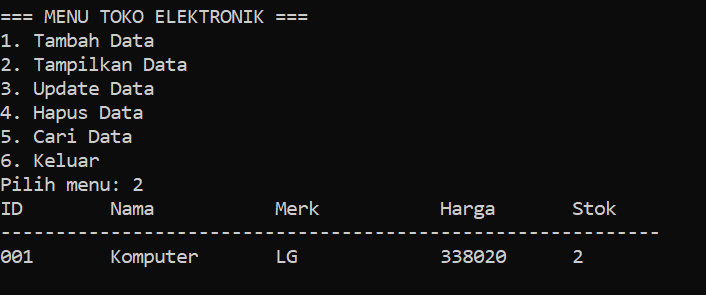 === MENU TOKO ELEKTRONIK ===
1. Tambah Data
2. Tampilkan Data
3. Update Data
4. Hapus Data
5. Cari Data
6. Keluar
Pilih menu: 2
ID        Nama           Merk           Harga       Stok
------------------------------------------------------------
001       Komputer       LG             338020      2